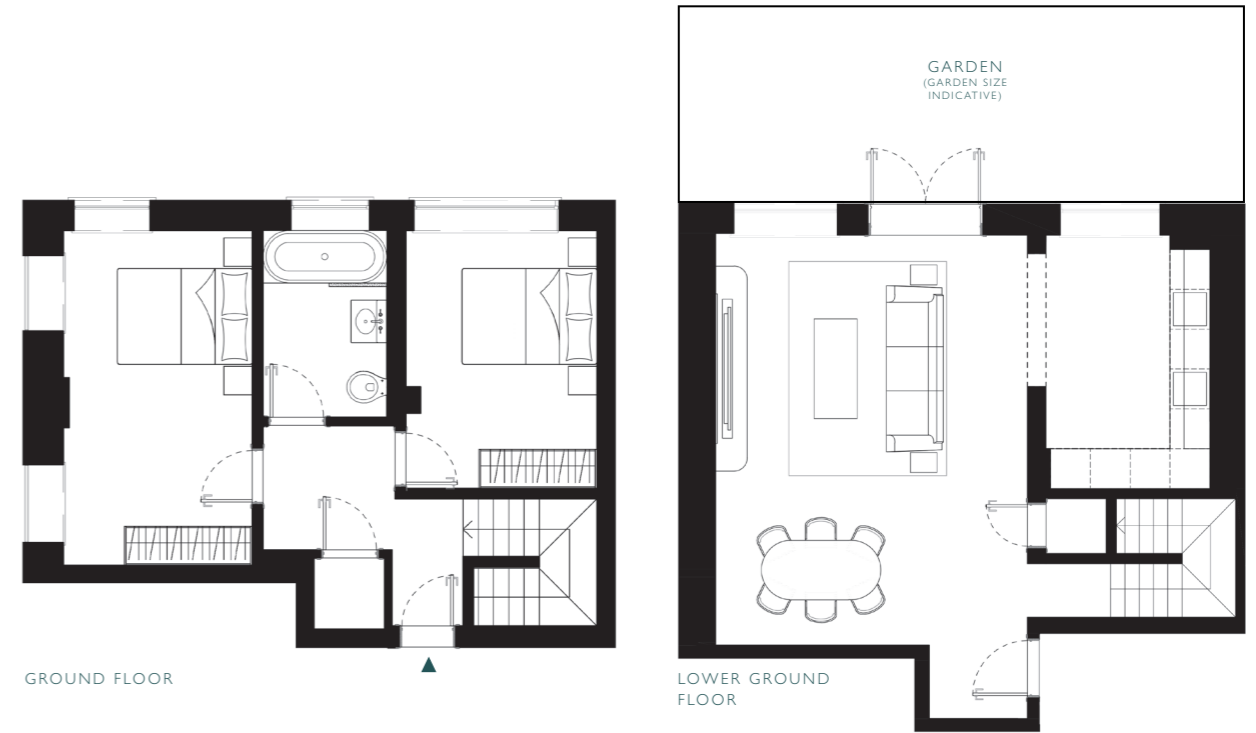 GARDEN
(GARDEN SIZE
INDICATIVE)
GROUND FLOOR
LOWER GROUND
FLOOR